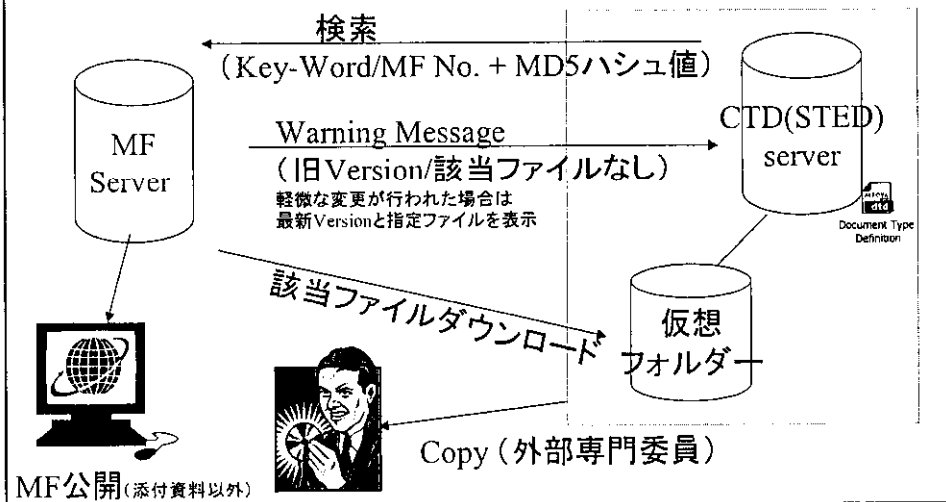 検索
(Key-Word/MF No. + MD5ハシュ値)
MF
Server
Warning Message
(旧Version/該当ファイルなし)
軽微な変更が行われた場合は
最新Versionと指定ファイルを表示
CTD(STED)
server
dtd
Document Type
Definition
該当ファイルダウンロード
仮想
フォルダー
Copy (外部専門委員)
MF公開(添付資料以外)